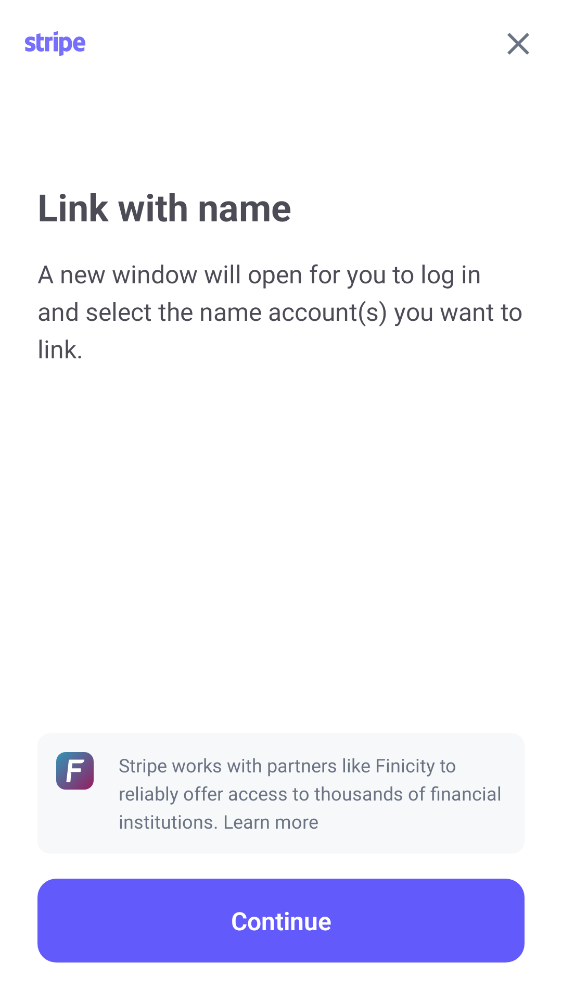 stripe
Link with name
A new window will open for you to log in
and select the name account(s) you want to
link.
F
Stripe works with partners like Finicity to
reliably offer access to thousands of financial
institutions. Learn more
Continue